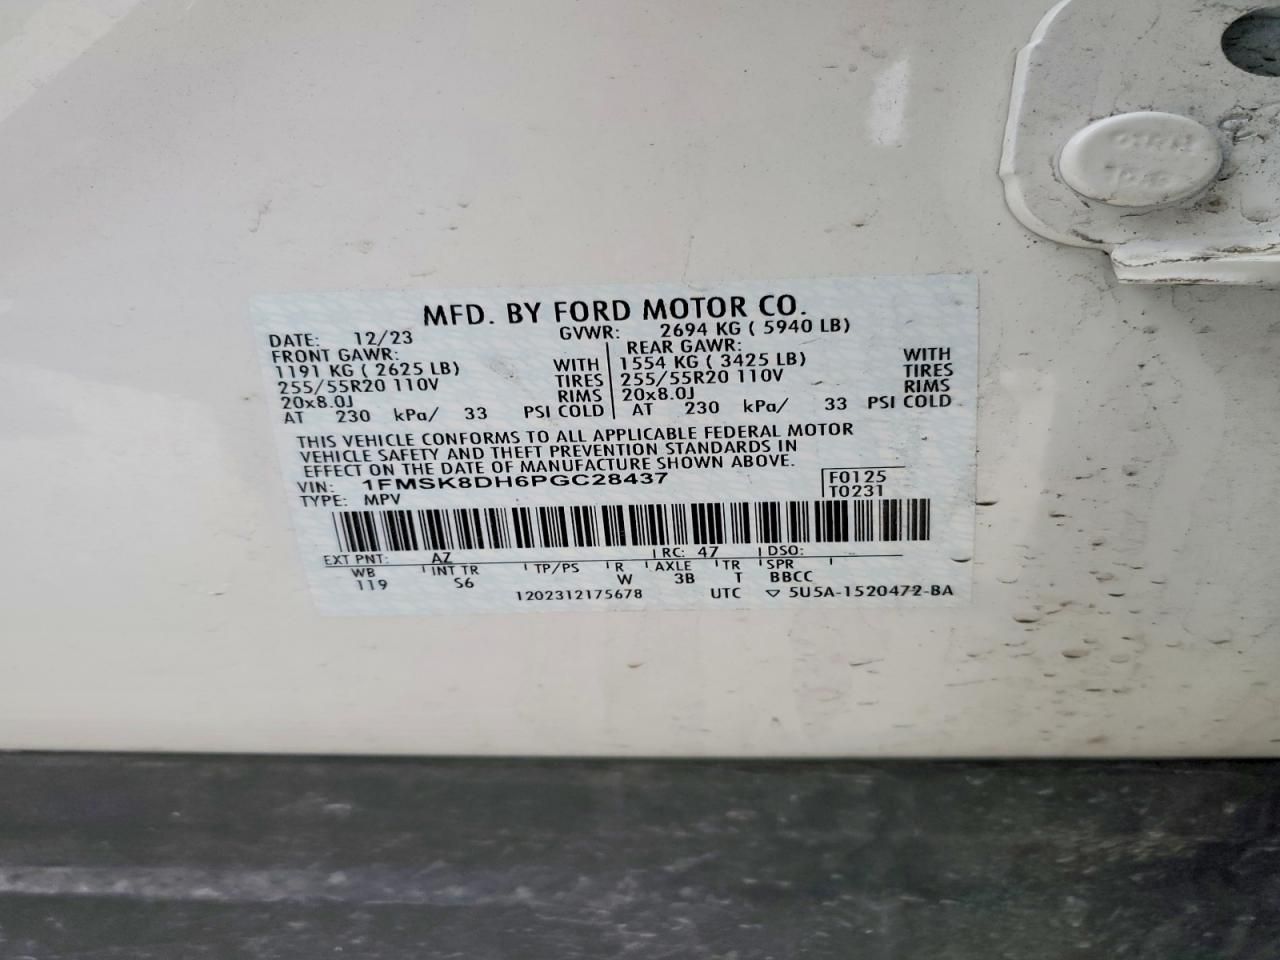 MFD. BY FORD MOTOR CO.
DATE: 12/23 GVWR: 2694 KG ( 5940 LB)
FRONT GAWR: REAR GAWR:
1191 KG ( 2625 LB) WITH 1554 KG ( 3425 LB) WITH
255/55R20 110V TIRES 255/55R20 110V TIRES
20x8.0J RIMS 20x8.0J RIMS
AT 230 kPa/ 33 PSI COLD AT 230 kPa/ 33 PSI COLD
THIS VEHICLE CONFORMS TO ALL APPLICABLE FEDERAL MOTOR
VEHICLE SAFETY AND THEFT PREVENTION STANDARDS IN
EFFECT ON THE DATE OF MANUFACTURE SHOWN ABOVE.
VIN: 1FMSK8DH6PGC28437 F0125
TYPE: MPV T0231
EXT PNT: AZ RC: 47 DSO:
WB INT TR TP/PS R AXLE TR SPR
119 S6 W 3B T BBCC
1202312175678 UTC ▽ 5U5A-1520472-BA